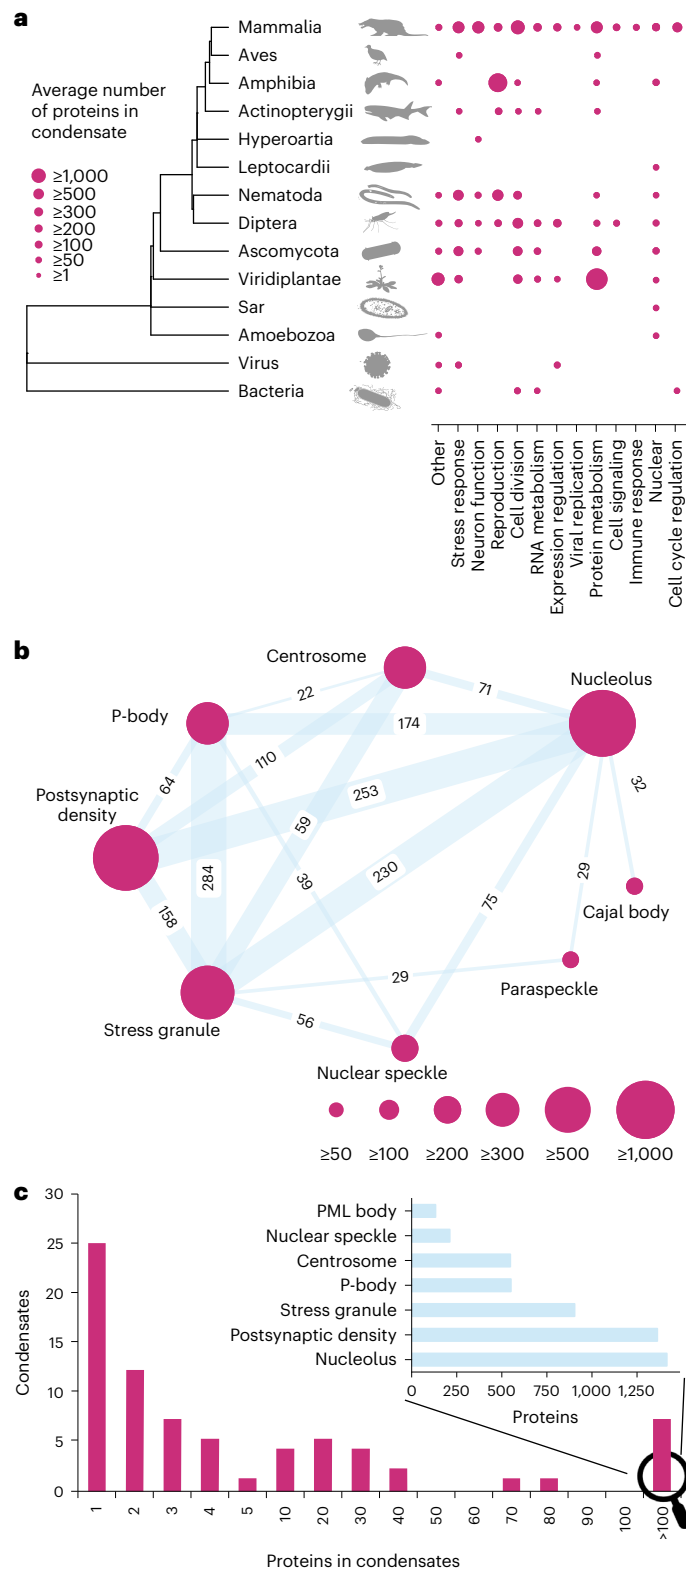 a
Average number
of proteins in
condensate
≥1,000
≥500
≥300
≥200
≥100
≥50
≥1
Mammalia
Aves
Amphibia
Actinopterygii
Hyperoartia
Leptocardii
Nematoda
Diptera
Ascomycota
Viridiplantae
Sar
Amoebozoa
Virus
Bacteria
Other
Stress response
Neuron function
Reproduction
Cell division
RNA metabolism
Expression regulation
Viral replication
Protein metabolism
Cell signaling
Immune response
Nuclear
Cell cycle regulation
b
Centrosome
Nucleolus
P-body
Postsynaptic
density
Stress granule
Nuclear speckle
Paraspeckle
Cajal body
22
71
174
110
64
253
59
32
284
39
230
29
158
75
29
56
≥50
≥100
≥200
≥300
≥500
≥1,000
c
30
25
20
15
10
5
0
Condensates
1
2
3
4
5
10
20
30
40
50
60
70
80
90
100
>100
Proteins in condensates
PML body
Nuclear speckle
Centrosome
P-body
Stress granule
Postsynaptic density
Nucleolus
0
250
500
750
1,000
1,250
Proteins